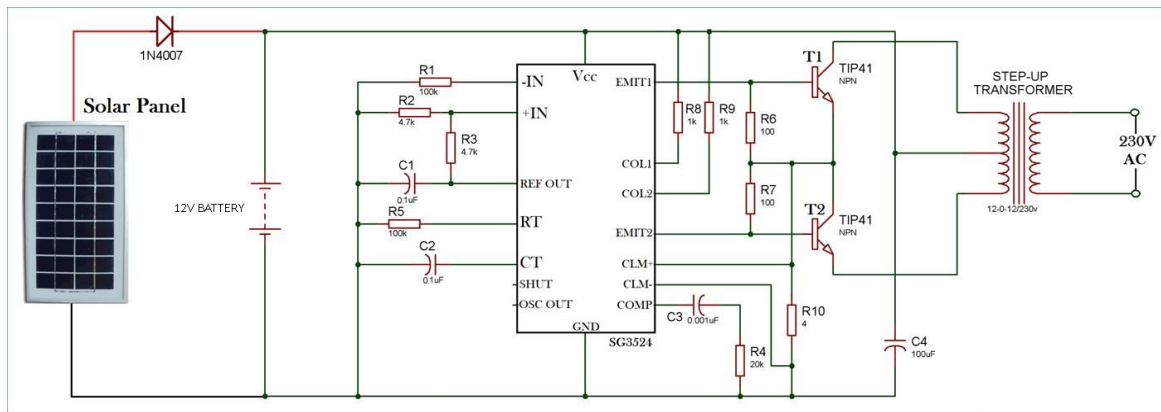 1N4007
Solar Panel
12V BATTERY
R1
100k
R2
4.7k
R3
4.7k
C1
0.1uF
R5
100k
C2
0.1uF
Vcc
-IN
+IN
REF OUT
RT
CT
SHUT
OSC OUT
GND
EMIT1
COL1
COL2
EMIT2
CLM+
CLM-
COMP
SG3524
R8
1k
R9
1k
R6
100
R7
100
T1
TIP41
NPN
T2
TIP41
NPN
C3
0.001uF
R4
20k
R10
4
C4
100uF
STEP-UP
TRANSFORMER
12-0-12/230v
230V
AC